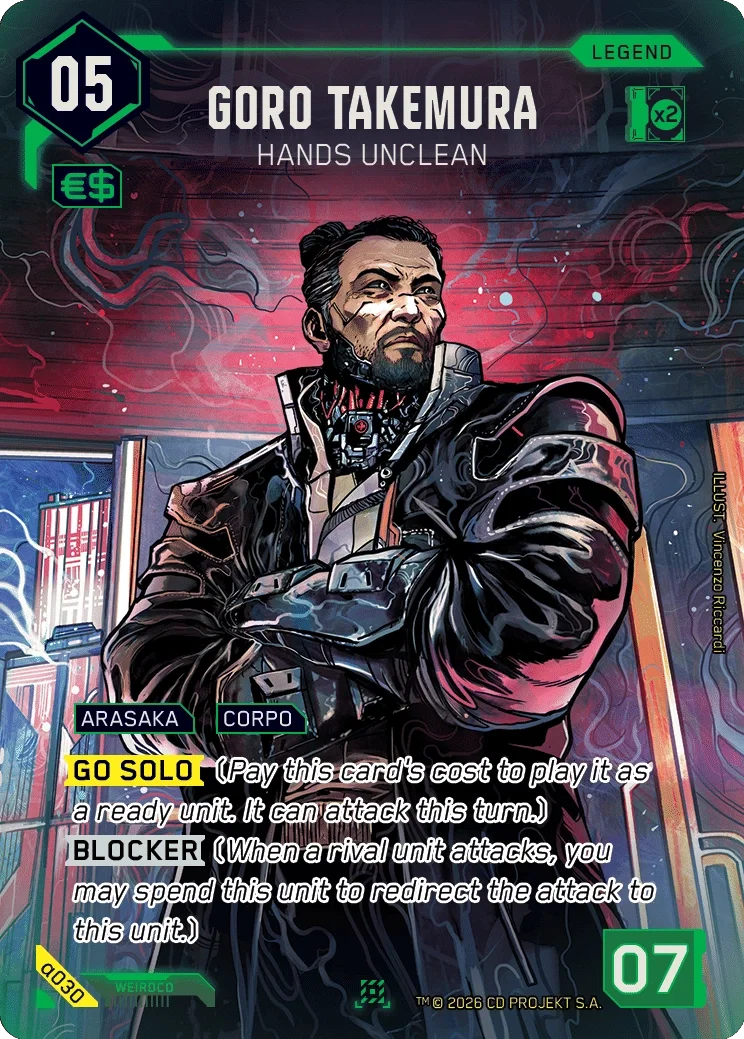 05
LEGEND
GORO TAKEMURA
x2
HANDS UNCLEAN
€$
ILLUST. Vincenzo Riccardi
ARASAKA
CORPO
GO SOLO (Pay this card's cost to play it as
a ready unit. It can attack this turn.)
BLOCKER (When a rival unit attacks, you
may spend this unit to redirect the attack to
this unit.)
07
α030
WEIRDCO
™ © 2026 CD PROJEKT S.A.